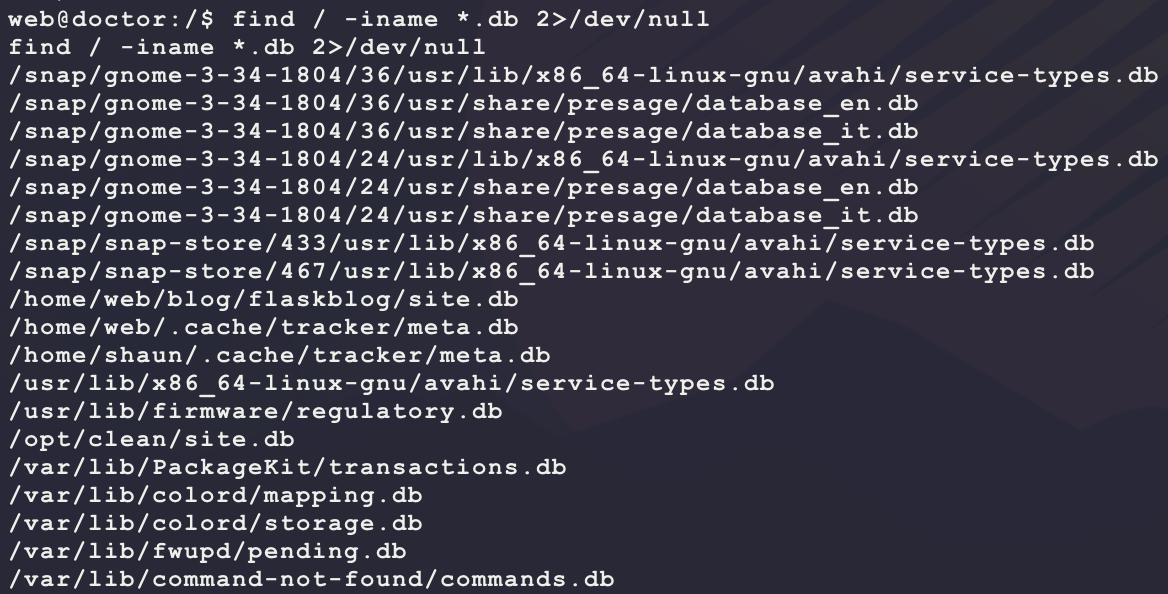 web@doctor:/$ find / -iname *.db 2>/dev/null
find / -iname *.db 2>/dev/null
/snap/gnome-3-34-1804/36/usr/lib/x86_64-linux-gnu/avahi/service-types.db
/snap/gnome-3-34-1804/36/usr/share/presage/database_en.db
/snap/gnome-3-34-1804/36/usr/share/presage/database_it.db
/snap/gnome-3-34-1804/24/usr/lib/x86_64-linux-gnu/avahi/service-types.db
/snap/gnome-3-34-1804/24/usr/share/presage/database_en.db
/snap/gnome-3-34-1804/24/usr/share/presage/database_it.db
/snap/snap-store/433/usr/lib/x86_64-linux-gnu/avahi/service-types.db
/snap/snap-store/467/usr/lib/x86_64-linux-gnu/avahi/service-types.db
/home/web/blog/flaskblog/site.db
/home/web/.cache/tracker/meta.db
/home/shaun/.cache/tracker/meta.db
/usr/lib/x86_64-linux-gnu/avahi/service-types.db
/usr/lib/firmware/regulatory.db
/opt/clean/site.db
/var/lib/PackageKit/transactions.db
/var/lib/colord/mapping.db
/var/lib/colord/storage.db
/var/lib/fwupd/pending.db
/var/lib/command-not-found/commands.db